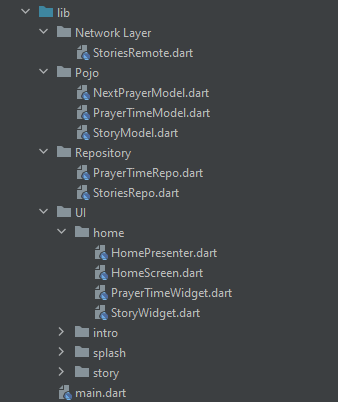 lib
Network Layer
StoriesRemote.dart
Pojo
NextPrayerModel.dart
PrayerTimeModel.dart
StoryModel.dart
Repository
PrayerTimeRepo.dart
StoriesRepo.dart
UI
home
HomePresenter.dart
HomeScreen.dart
PrayerTimeWidget.dart
StoryWidget.dart
intro
splash
story
main.dart